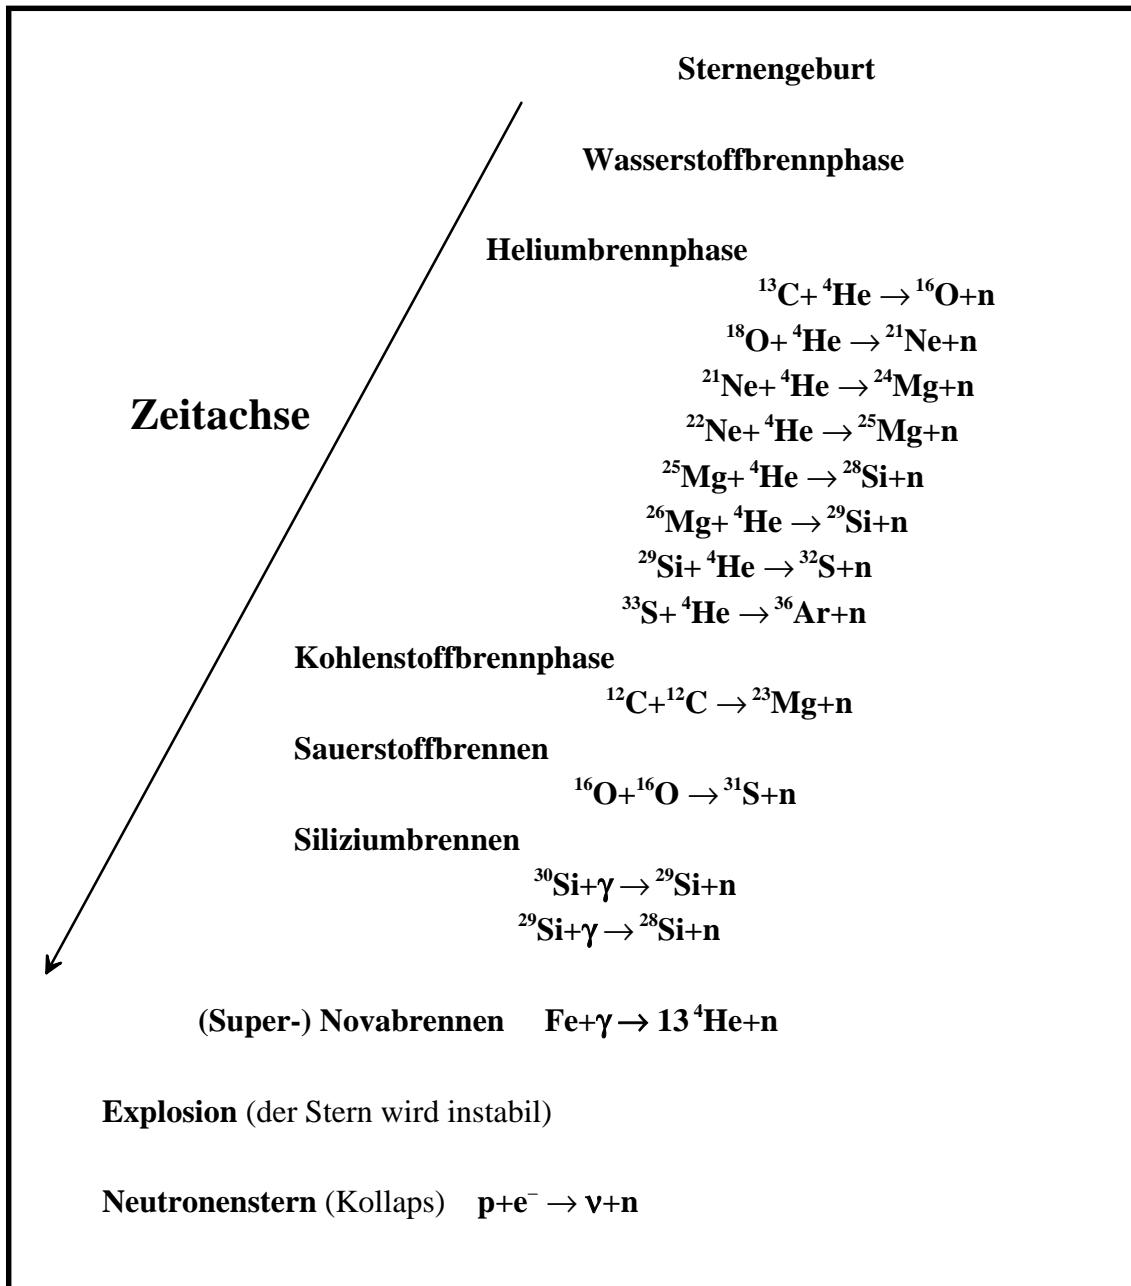 Sternengeburt
Wasserstoffbrennphase
Heliumbrennphase
¹³C+ ⁴He → ¹⁶O+n
¹⁸O+ ⁴He → ²¹Ne+n
²¹Ne+ ⁴He → ²⁴Mg+n
Zeitachse
²²Ne+ ⁴He → ²⁵Mg+n
²⁵Mg+ ⁴He → ²⁸Si+n
²⁶Mg+ ⁴He → ²⁹Si+n
²⁹Si+ ⁴He → ³²S+n
³³S+ ⁴He → ³⁶Ar+n
Kohlenstoffbrennphase
¹²C+¹²C → ²³Mg+n
Sauerstoffbrennen
¹⁶O+¹⁶O → ³¹S+n
Siliziumbrennen
³⁰Si+γ → ²⁹Si+n
²⁹Si+γ → ²⁸Si+n
(Super-) Novabrennen Fe+γ → 13 ⁴He+n
Explosion (der Stern wird instabil)
Neutronenstern (Kollaps) p+e⁻ → ν+n